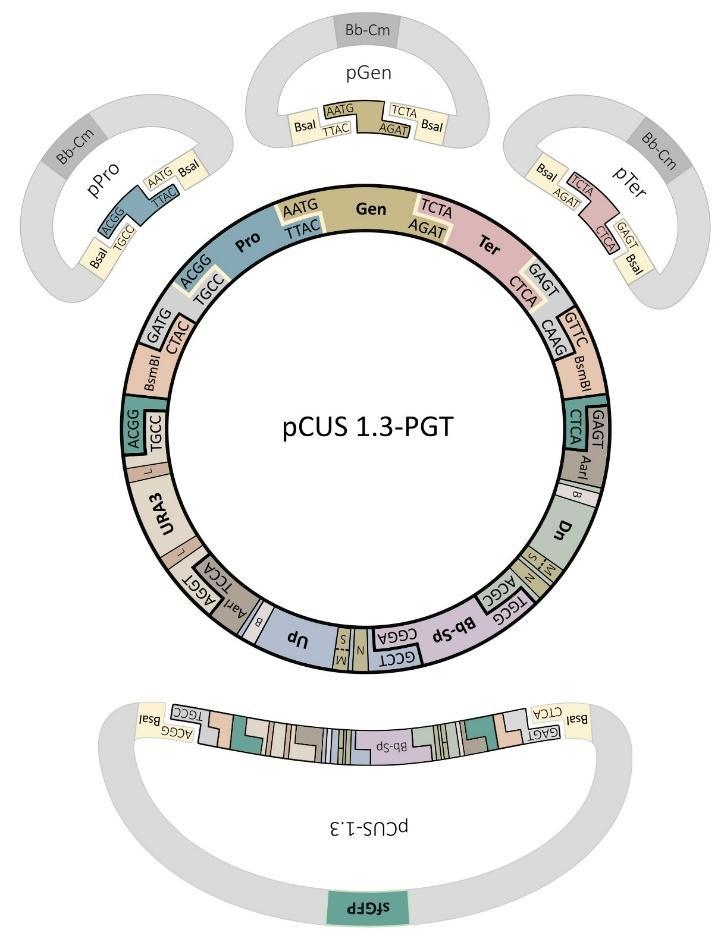 Bb-Cm
pGen
AATG
TCTA
BsaI
TTAC
AGAT
BsaI
Bb-Cm
pPro
AATG
BsaI
ACGG
TTAC
BsaI
TGCC
Bb-Cm
pTer
BsaI
TCTA
AGAT
GAGT
CTCA
BsaI
AATG
Gen
TCTA
TTAC
AGAT
Pro
Ter
ACGG
TGCC
GAGT
CTCA
GATG
CTAC
GTTC
CAAG
BsmBI
BsmBI
ACGG
TGCC
GAGT
CTCA
pCUS 1.3-PGT
L
AarI
B
URA3
Dn
L
M
S
N
AGGT
TCCA
ACGC
TGCG
AarI
B
Up
S
M
N
CGGA
GCCT
Bb-Sp
BsaI
TGCC
ACGG
Bb-Sp
CTCA
GAGT
BsaI
pCUS-1.3
sfGFP